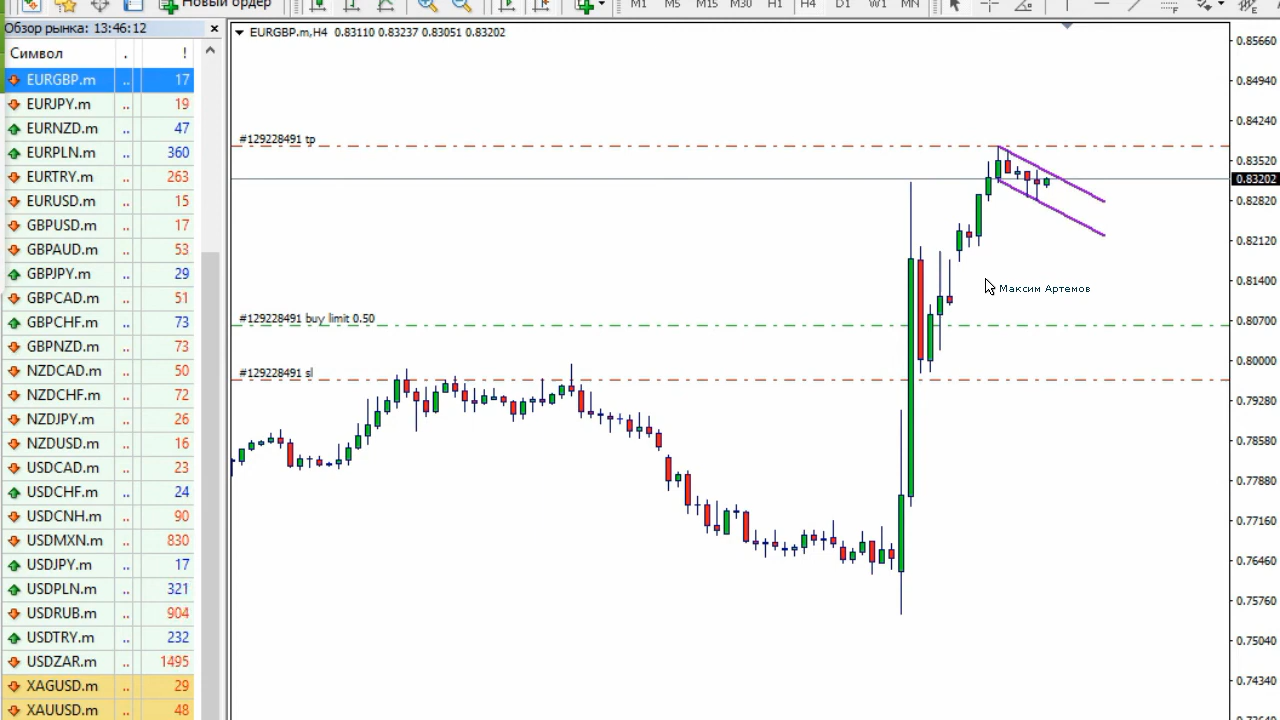 Новый ордер
M1 M5 M15 M30 H1 H4 D1 W1 MN
Обзор рынка: 13:46:12
Символ . !
EURGBP.m .. 17
EURJPY.m .. 19
EURNZD.m .. 47
EURPLN.m .. 360
EURTRY.m .. 263
EURUSD.m .. 15
GBPUSD.m .. 17
GBPAUD.m .. 53
GBPJPY.m .. 29
GBPCAD.m .. 51
GBPCHF.m .. 73
GBPNZD.m .. 73
NZDCAD.m .. 50
NZDCHF.m .. 72
NZDJPY.m .. 26
NZDUSD.m .. 16
USDCAD.m .. 23
USDCHF.m .. 24
USDCNH.m .. 90
USDMXN.m .. 830
USDJPY.m .. 17
USDPLN.m .. 321
USDRUB.m .. 904
USDTRY.m .. 232
USDZAR.m .. 1495
XAGUSD.m .. 29
XAUUSD.m .. 48
EURGBP.m,H4 0.83110 0.83237 0.83051 0.83202
#129228491 tp
#129228491 buy limit 0.50
#129228491 sl
Максим Артемов
0.85660
0.84940
0.84240
0.83520
0.83202
0.82820
0.82120
0.81400
0.80700
0.80000
0.79280
0.78580
0.77880
0.77160
0.76460
0.75760
0.75040
0.74340